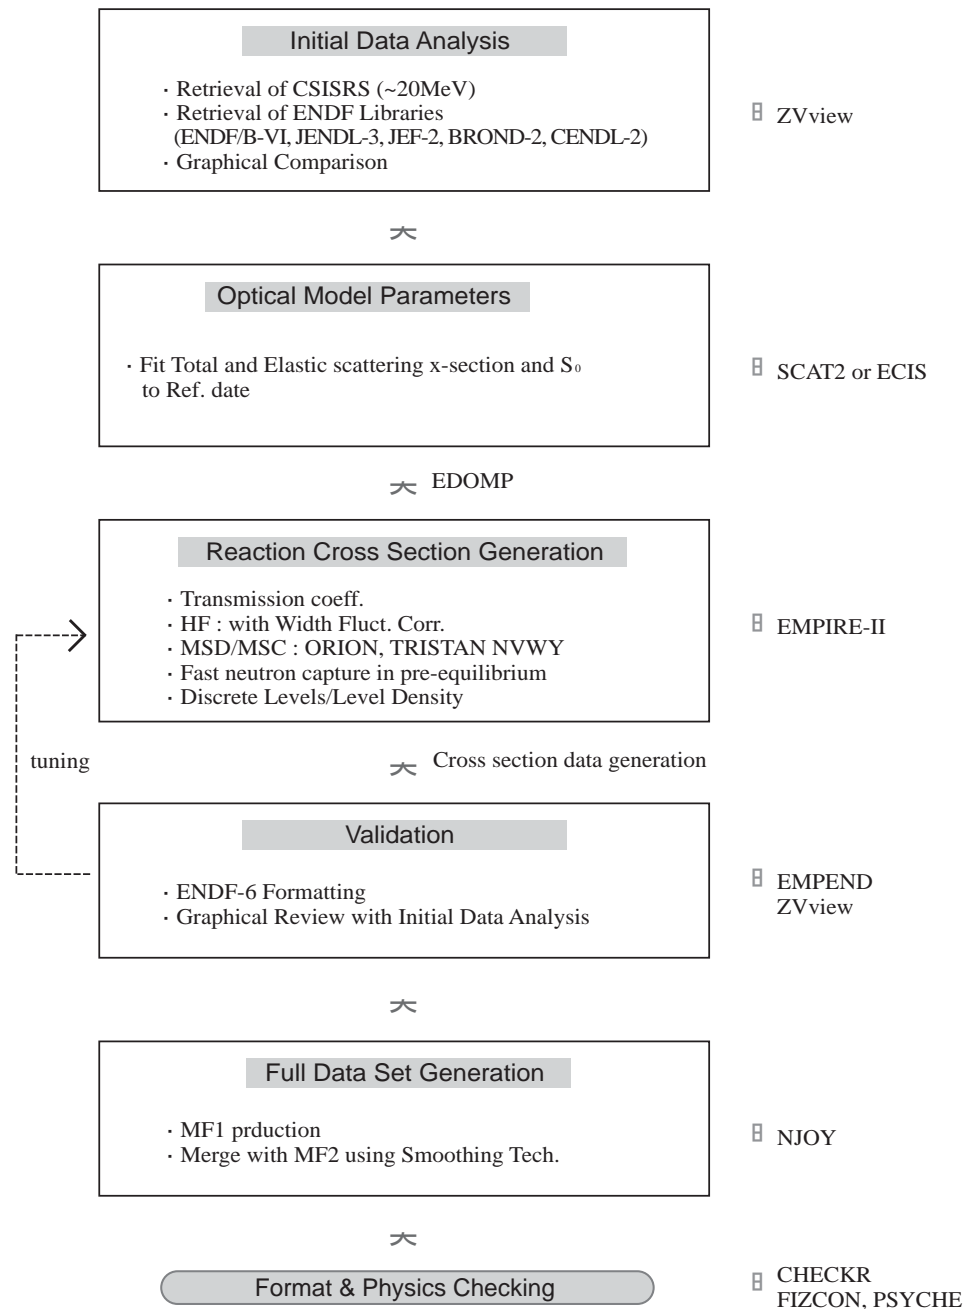 Initial Data Analysis
· Retrieval of CSISRS (~20MeV)
· Retrieval of ENDF Libraries
(ENDF/B-VI, JENDL-3, JEF-2, BROND-2, CENDL-2)
· Graphical Comparison
ZVview
ㅈ
Optical Model Parameters
· Fit Total and Elastic scattering x-section and S₀
to Ref. date
SCAT2 or ECIS
ㅈ EDOMP
Reaction Cross Section Generation
· Transmission coeff.
· HF : with Width Fluct. Corr.
· MSD/MSC : ORION, TRISTAN NVWY
· Fast neutron capture in pre-equilibrium
· Discrete Levels/Level Density
EMPIRE-II
tuning
ㅈ Cross section data generation
Validation
· ENDF-6 Formatting
· Graphical Review with Initial Data Analysis
EMPEND
ZVview
ㅈ
Full Data Set Generation
· MF1 prduction
· Merge with MF2 using Smoothing Tech.
NJOY
ㅈ
Format & Physics Checking
CHECKR
FIZCON, PSYCHE